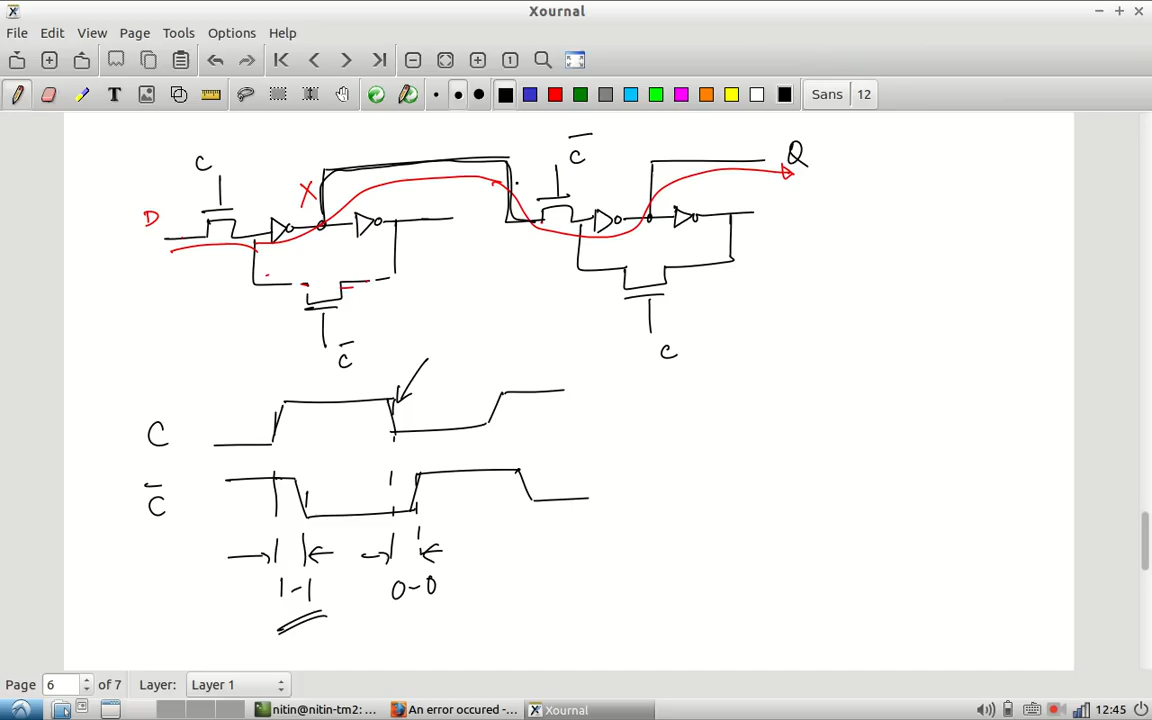 Xournal
File Edit View Page Tools Options Help
Sans 12
C
C̅
Q
X
D
C̅
C
C
C̅
1-1
0-0
Page 6 of 7 Layer: Layer 1
nitin@nitin-tm2: ... An error occured -... Xournal 12:45